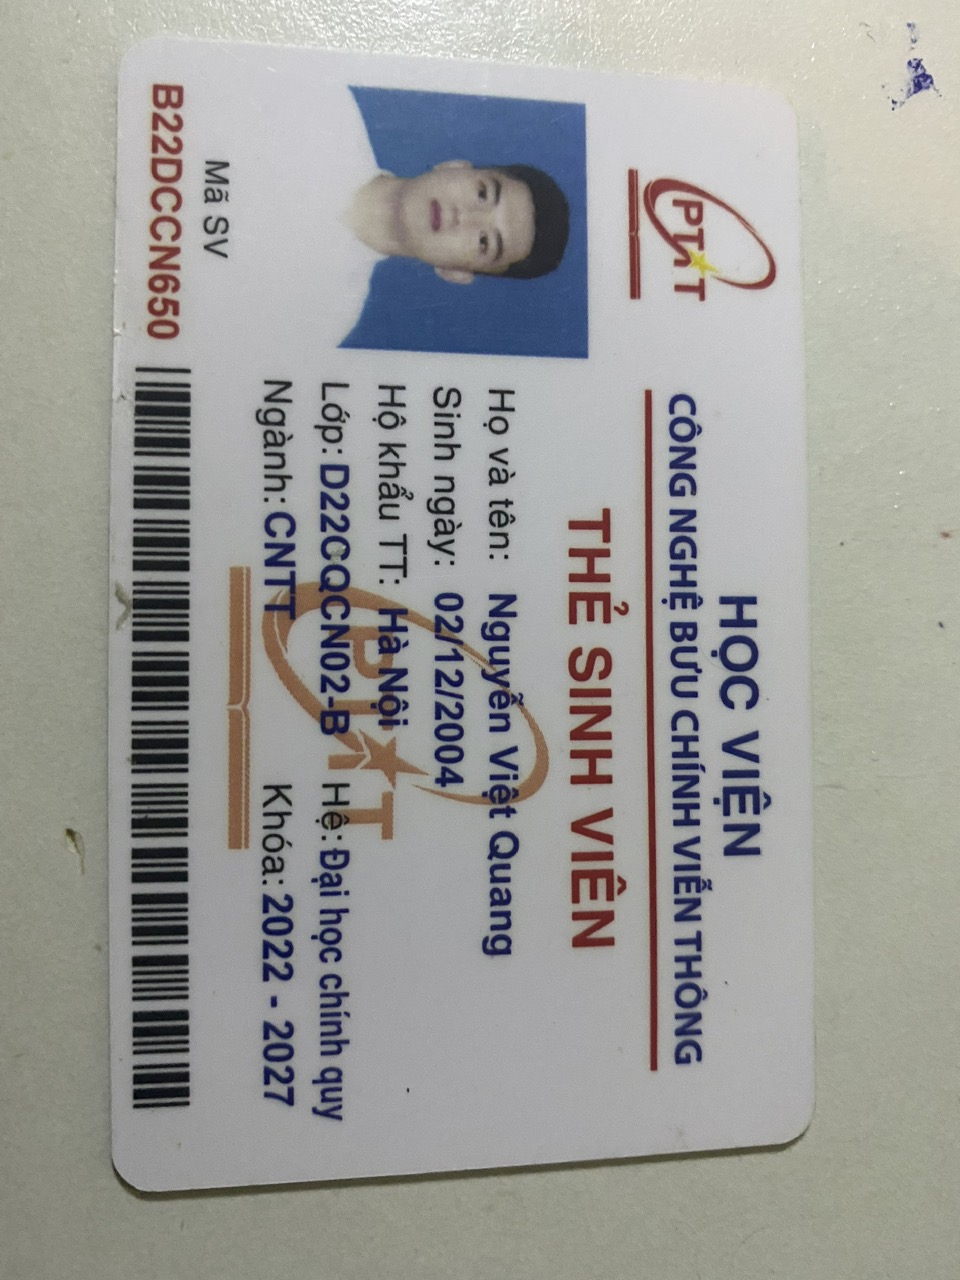 PTiT
HỌC VIỆN
CÔNG NGHỆ BƯU CHÍNH VIỄN THÔNG
THẺ SINH VIÊN
Họ và tên: Nguyễn Việt Quang
Sinh ngày: 02/12/2004
Hộ khẩu TT: Hà Nội
Lớp: D22CQCN02-B Hệ: Đại học chính quy
Ngành: CNTT Khóa: 2022 - 2027
Mã SV
B22DCCN650
PTiT